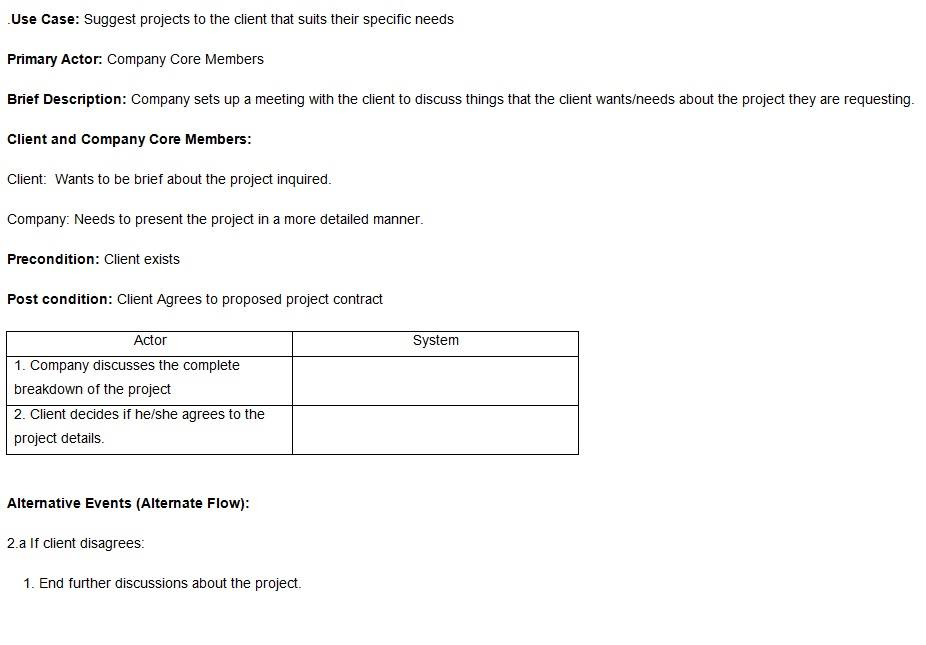 .Use Case: Suggest projects to the client that suits their specific needs
Primary Actor: Company Core Members
Brief Description: Company sets up a meeting with the client to discuss things that the client wants/needs about the project they are requesting.
Client and Company Core Members:
Client:  Wants to be brief about the project inquired.
Company: Needs to present the project in a more detailed manner.
Precondition: Client exists
Post condition: Client Agrees to proposed project contract
Actor System
1. Company discusses the complete
breakdown of the project
2. Client decides if he/she agrees to the
project details.
Alternative Events (Alternate Flow):
2.a If client disagrees:
1. End further discussions about the project.